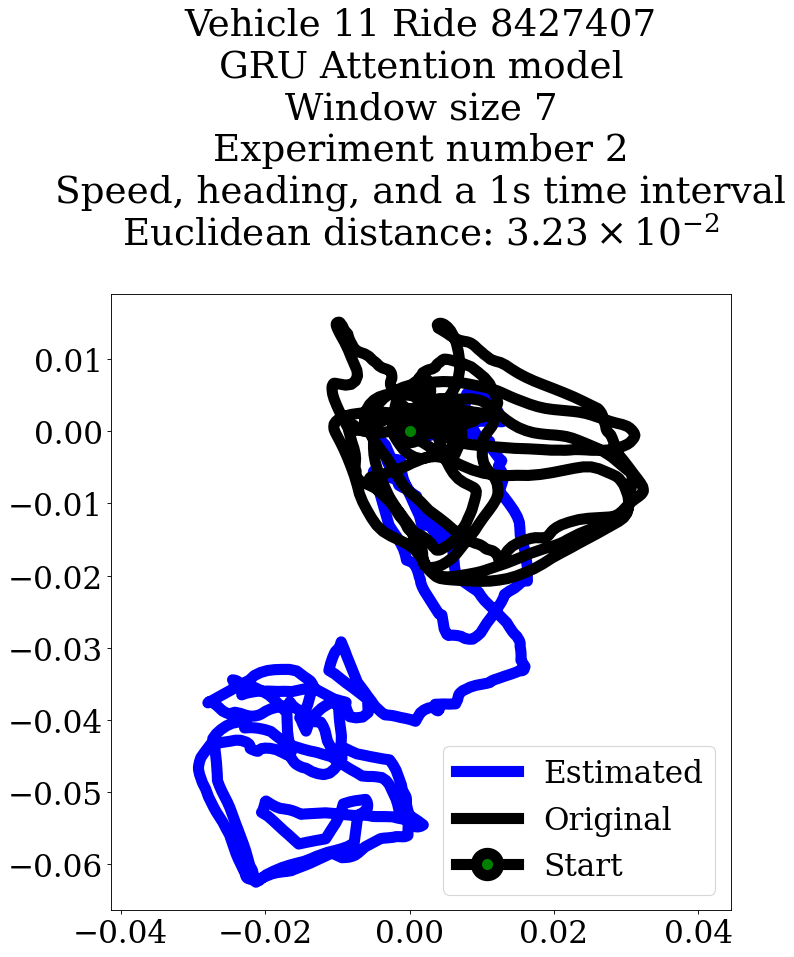 Vehicle 11 Ride 8427407
GRU Attention model
Window size 7
Experiment number 2
Speed, heading, and a 1s time interval
Euclidean distance: 3.23 × 10⁻²
0.01
0.00
−0.01
−0.02
−0.03
−0.04
−0.05
−0.06
Estimated
Original
Start
−0.04 −0.02 0.00 0.02 0.04